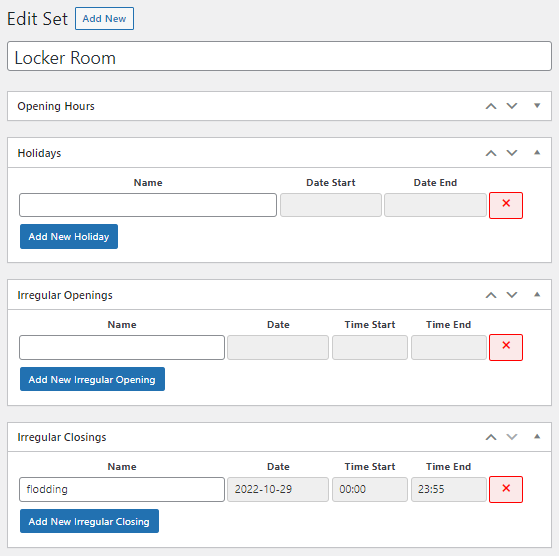 Edit Set Add New
Locker Room
Opening Hours
Holidays
Name Date Start Date End
Add New Holiday
Irregular Openings
Name Date Time Start Time End
Add New Irregular Opening
Irregular Closings
Name Date Time Start Time End
flodding 2022-10-29 00:00 23:55
Add New Irregular Closing